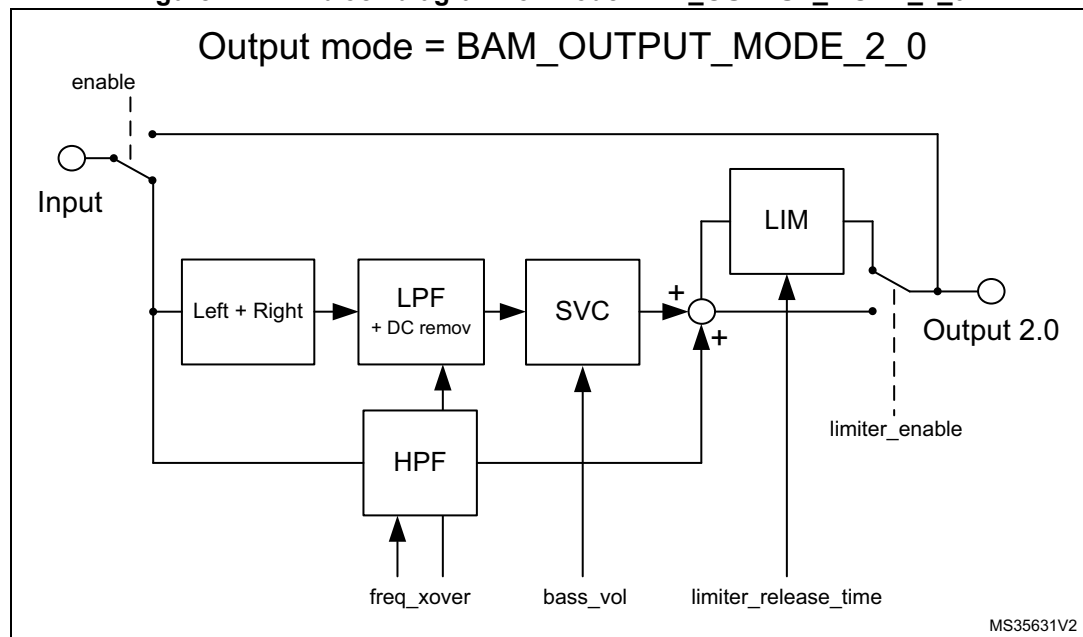 Output mode = BAM_OUTPUT_MODE_2_0
enable
Input
LIM
Left + Right
LPF
+ DC remov
SVC
+
+
Output 2.0
limiter_enable
HPF
freq_xover
bass_vol
limiter_release_time
MS35631V2